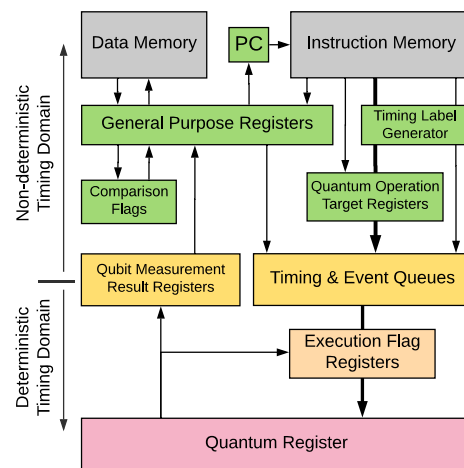 Data Memory
PC
Instruction Memory
General Purpose Registers
Timing Label
Generator
Comparison
Flags
Quantum Operation
Target Registers
Non-deterministic
Timing Domain
Qubit Measurement
Result Registers
Timing & Event Queues
Deterministic
Timing Domain
Execution Flag
Registers
Quantum Register